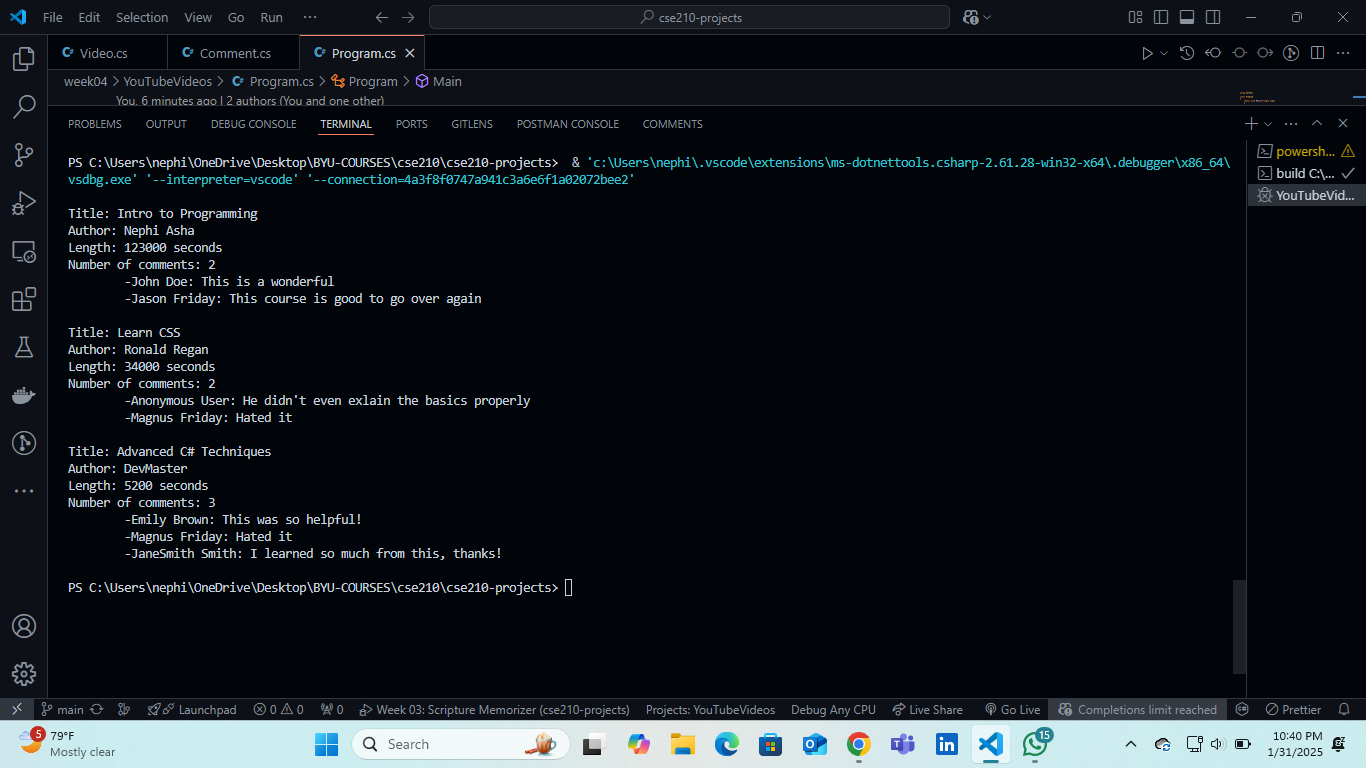 File Edit Selection View Go Run ··· cse210-projects
Video.cs Comment.cs Program.cs
week04 > YouTubeVideos > Program.cs > Program > Main
You, 6 minutes ago | 2 authors (You and one other)
PROBLEMS OUTPUT DEBUG CONSOLE TERMINAL PORTS GITLENS POSTMAN CONSOLE COMMENTS
PS C:\Users\nephi\OneDrive\Desktop\BYU-COURSES\cse210\cse210-projects>  & 'c:\Users\nephi\.vscode\extensions\ms-dotnettools.csharp-2.61.28-win32-x64\.debugger\x86_64\
vsdbg.exe' '--interpreter=vscode' '--connection=4a3f8f0747a941c3a6e6f1a02072bee2'
powersh...
build C:\...
YouTubeVid...
Title: Intro to Programming
Author: Nephi Asha
Length: 123000 seconds
Number of comments: 2
-John Doe: This is a wonderful
-Jason Friday: This course is good to go over again
Title: Learn CSS
Author: Ronald Regan
Length: 34000 seconds
Number of comments: 2
-Anonymous User: He didn't even exlain the basics properly
-Magnus Friday: Hated it
Title: Advanced C# Techniques
Author: DevMaster
Length: 5200 seconds
Number of comments: 3
-Emily Brown: This was so helpful!
-Magnus Friday: Hated it
-JaneSmith Smith: I learned so much from this, thanks!
PS C:\Users\nephi\OneDrive\Desktop\BYU-COURSES\cse210\cse210-projects>
main Launchpad 0 0 0 Week 03: Scripture Memorizer (cse210-projects) Projects: YouTubeVideos Debug Any CPU Live Share Go Live Completions limit reached Prettier
5 79°F
Mostly clear
Search
15
10:40 PM
1/31/2025